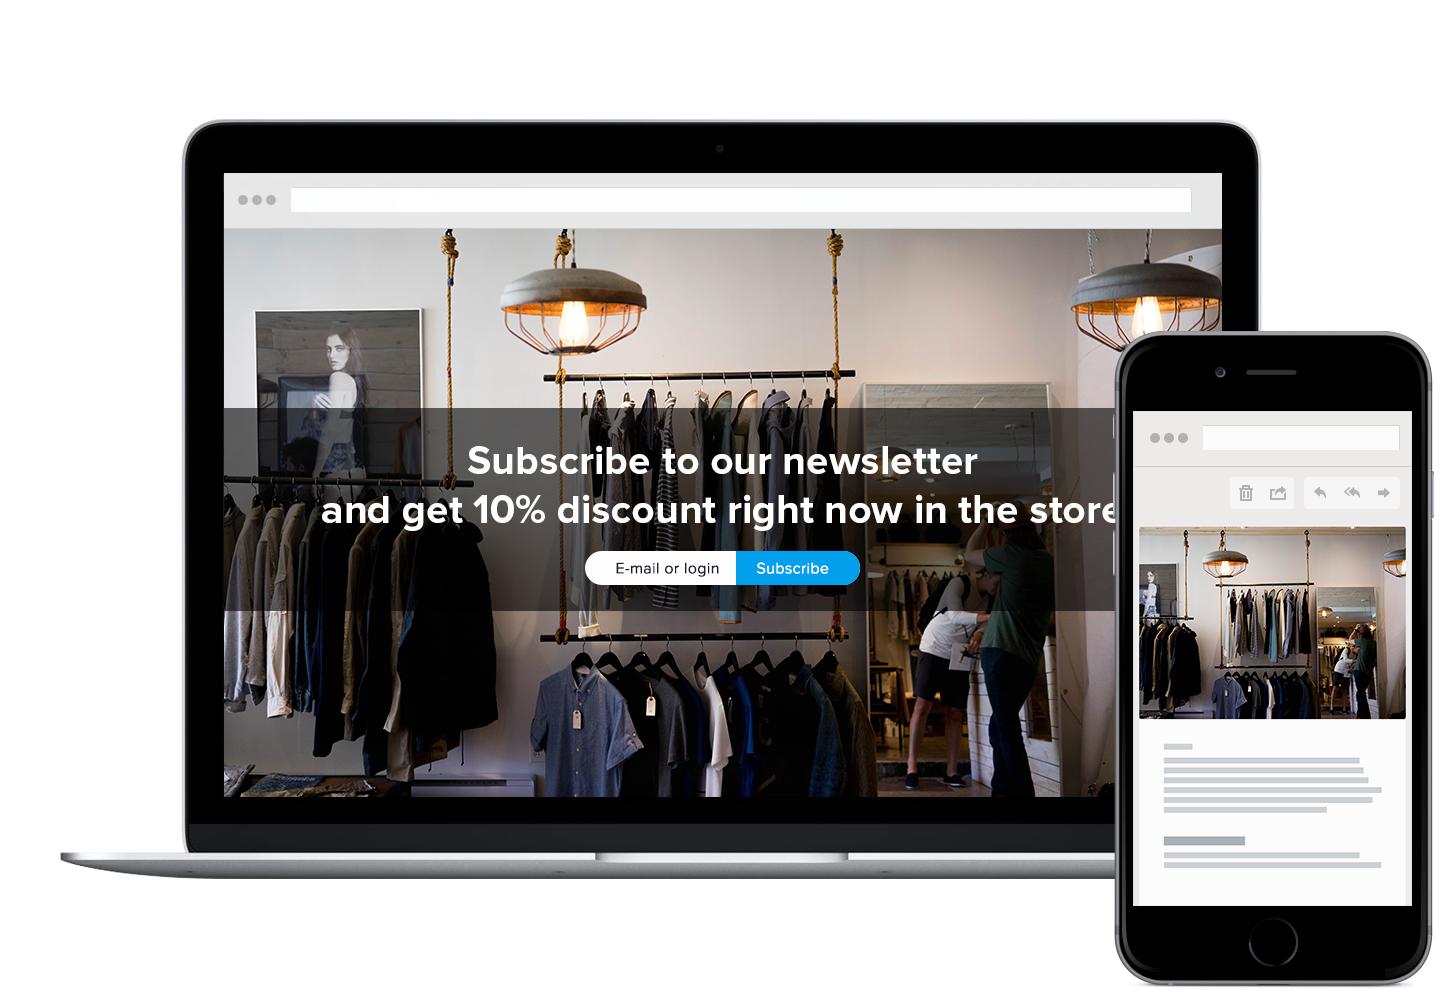 Subscribe to our newsletter
and get 10% discount right now in the store
E-mail or login
Subscribe